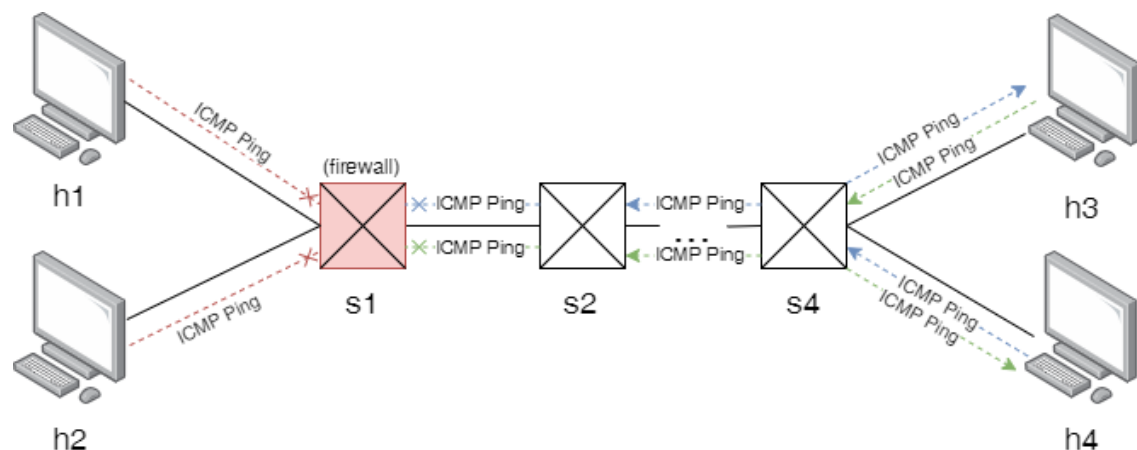 ICMP Ping
ICMP Ping
ICMP Ping
(firewall)
h1
h3
ICMP Ping
ICMP Ping
ICMP Ping
ICMP Ping
...
ICMP Ping
s1
s2
s4
ICMP Ping
ICMP Ping
ICMP Ping
h2
h4